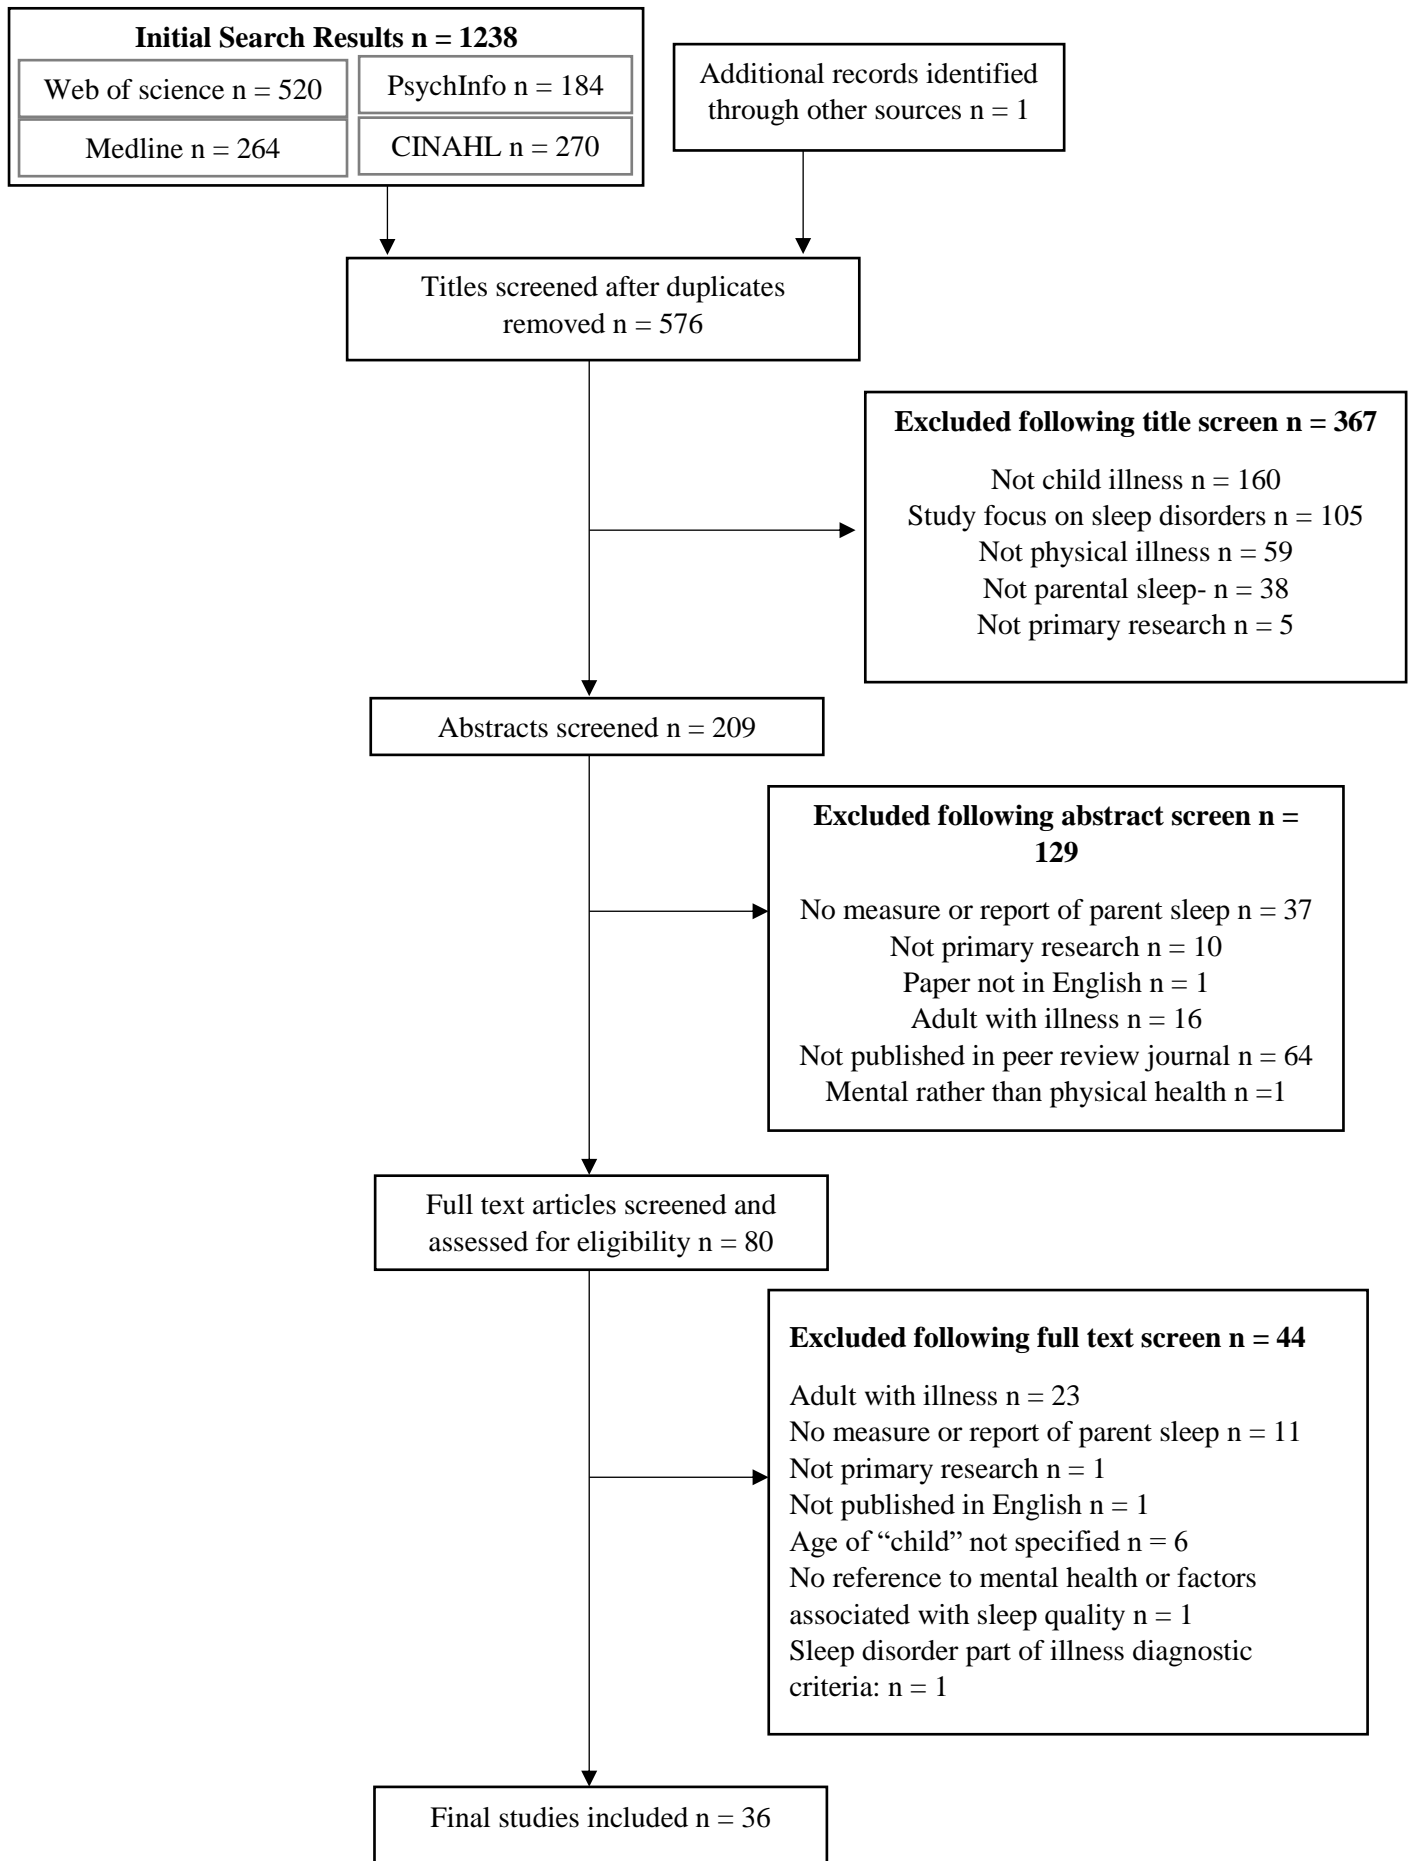 Initial Search Results n = 1238
Web of science n = 520
PsychInfo n = 184
Medline n = 264
CINAHL n = 270
Additional records identified
through other sources n = 1
Titles screened after duplicates
removed n = 576
Excluded following title screen n = 367
Not child illness n = 160
Study focus on sleep disorders n = 105
Not physical illness n = 59
Not parental sleep- n = 38
Not primary research n = 5
Abstracts screened n = 209
Excluded following abstract screen n =
129
No measure or report of parent sleep n = 37
Not primary research n = 10
Paper not in English n = 1
Adult with illness n = 16
Not published in peer review journal n = 64
Mental rather than physical health n =1
Full text articles screened and
assessed for eligibility n = 80
Excluded following full text screen n = 44
Adult with illness n = 23
No measure or report of parent sleep n = 11
Not primary research n = 1
Not published in English n = 1
Age of “child” not specified n = 6
No reference to mental health or factors
associated with sleep quality n = 1
Sleep disorder part of illness diagnostic
criteria: n = 1
Final studies included n = 36